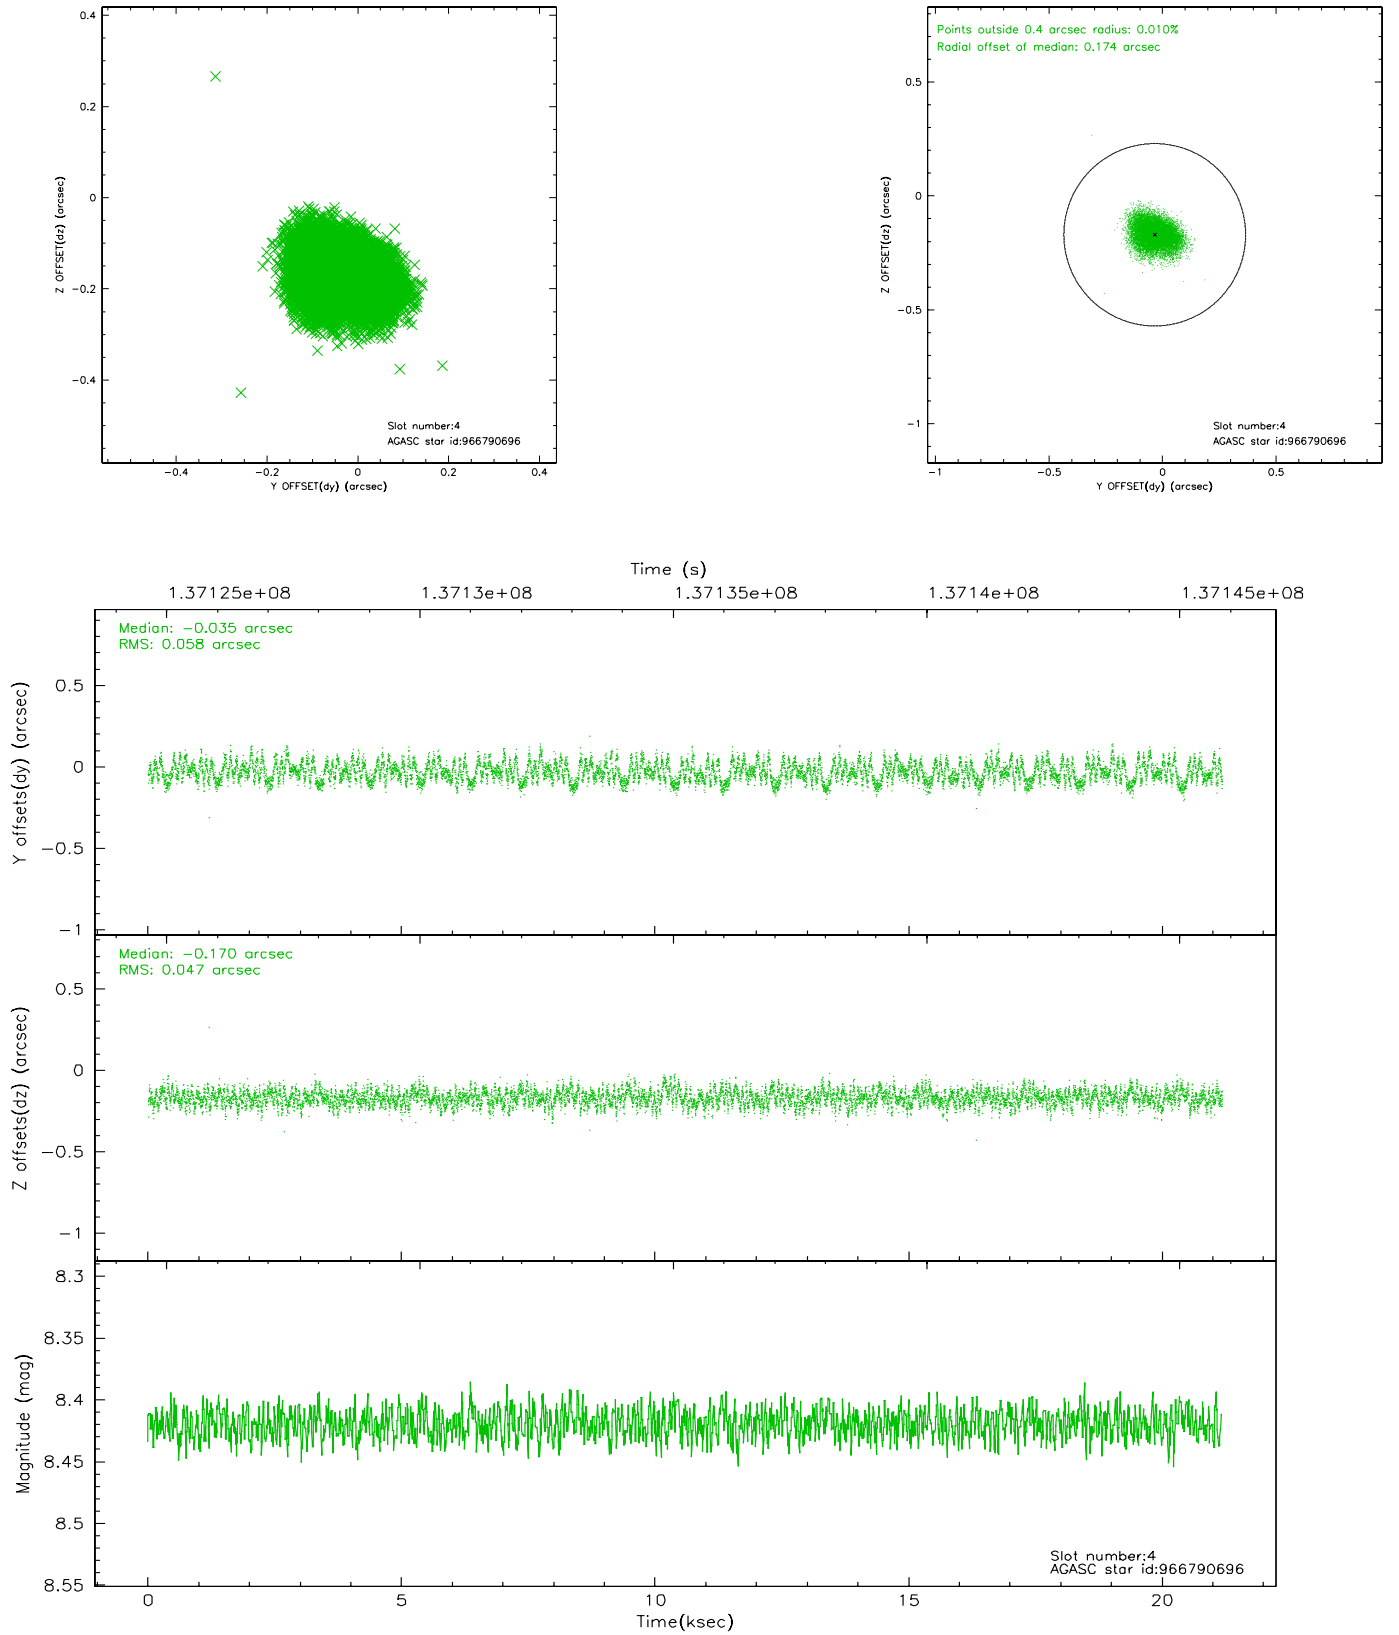 0.4
0.2
0
−0.2
−0.4
Z OFFSET(dz) (arcsec)
Slot number:4
AGASC star id:966790696
−0.4 −0.2 0 0.2 0.4
Y OFFSET(dy) (arcsec)
Points outside 0.4 arcsec radius: 0.010%
Radial offset of median: 0.174 arcsec
0.5
0
−0.5
−1
Z OFFSET(dz) (arcsec)
Slot number:4
AGASC star id:966790696
−1 −0.5 0 0.5
Y OFFSET(dy) (arcsec)
Time (s)
1.37125e+08 1.3713e+08 1.37135e+08 1.3714e+08 1.37145e+08
Median: −0.035 arcsec
RMS: 0.058 arcsec
0.5
0
−0.5
−1
Y offsets(dy) (arcsec)
Median: −0.170 arcsec
RMS: 0.047 arcsec
0.5
0
−0.5
−1
Z offsets(dz) (arcsec)
8.3
8.35
8.4
8.45
8.5
8.55
Magnitude (mag)
Slot number:4
AGASC star id:966790696
0 5 10 15 20
Time(ksec)